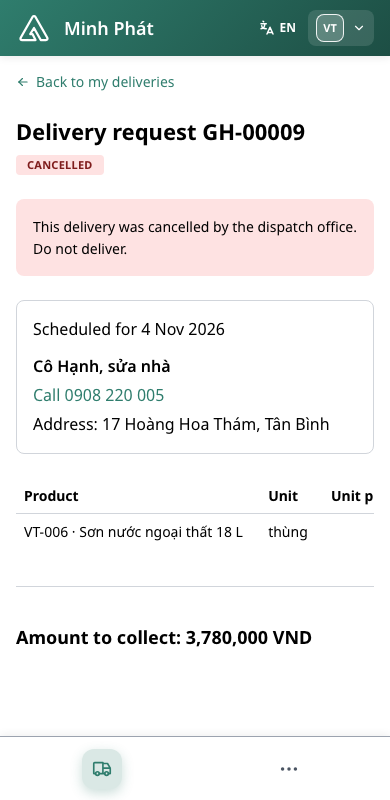 Minh Phát
EN
VT
← Back to my deliveries
Delivery request GH-00009
CANCELLED
This delivery was cancelled by the dispatch office.
Do not deliver.
Scheduled for 4 Nov 2026
Cô Hạnh, sửa nhà
Call 0908 220 005
Address: 17 Hoàng Hoa Thám, Tân Bình
Product Unit Unit p
VT-006 · Sơn nước ngoại thất 18 L thùng
Amount to collect: 3,780,000 VND